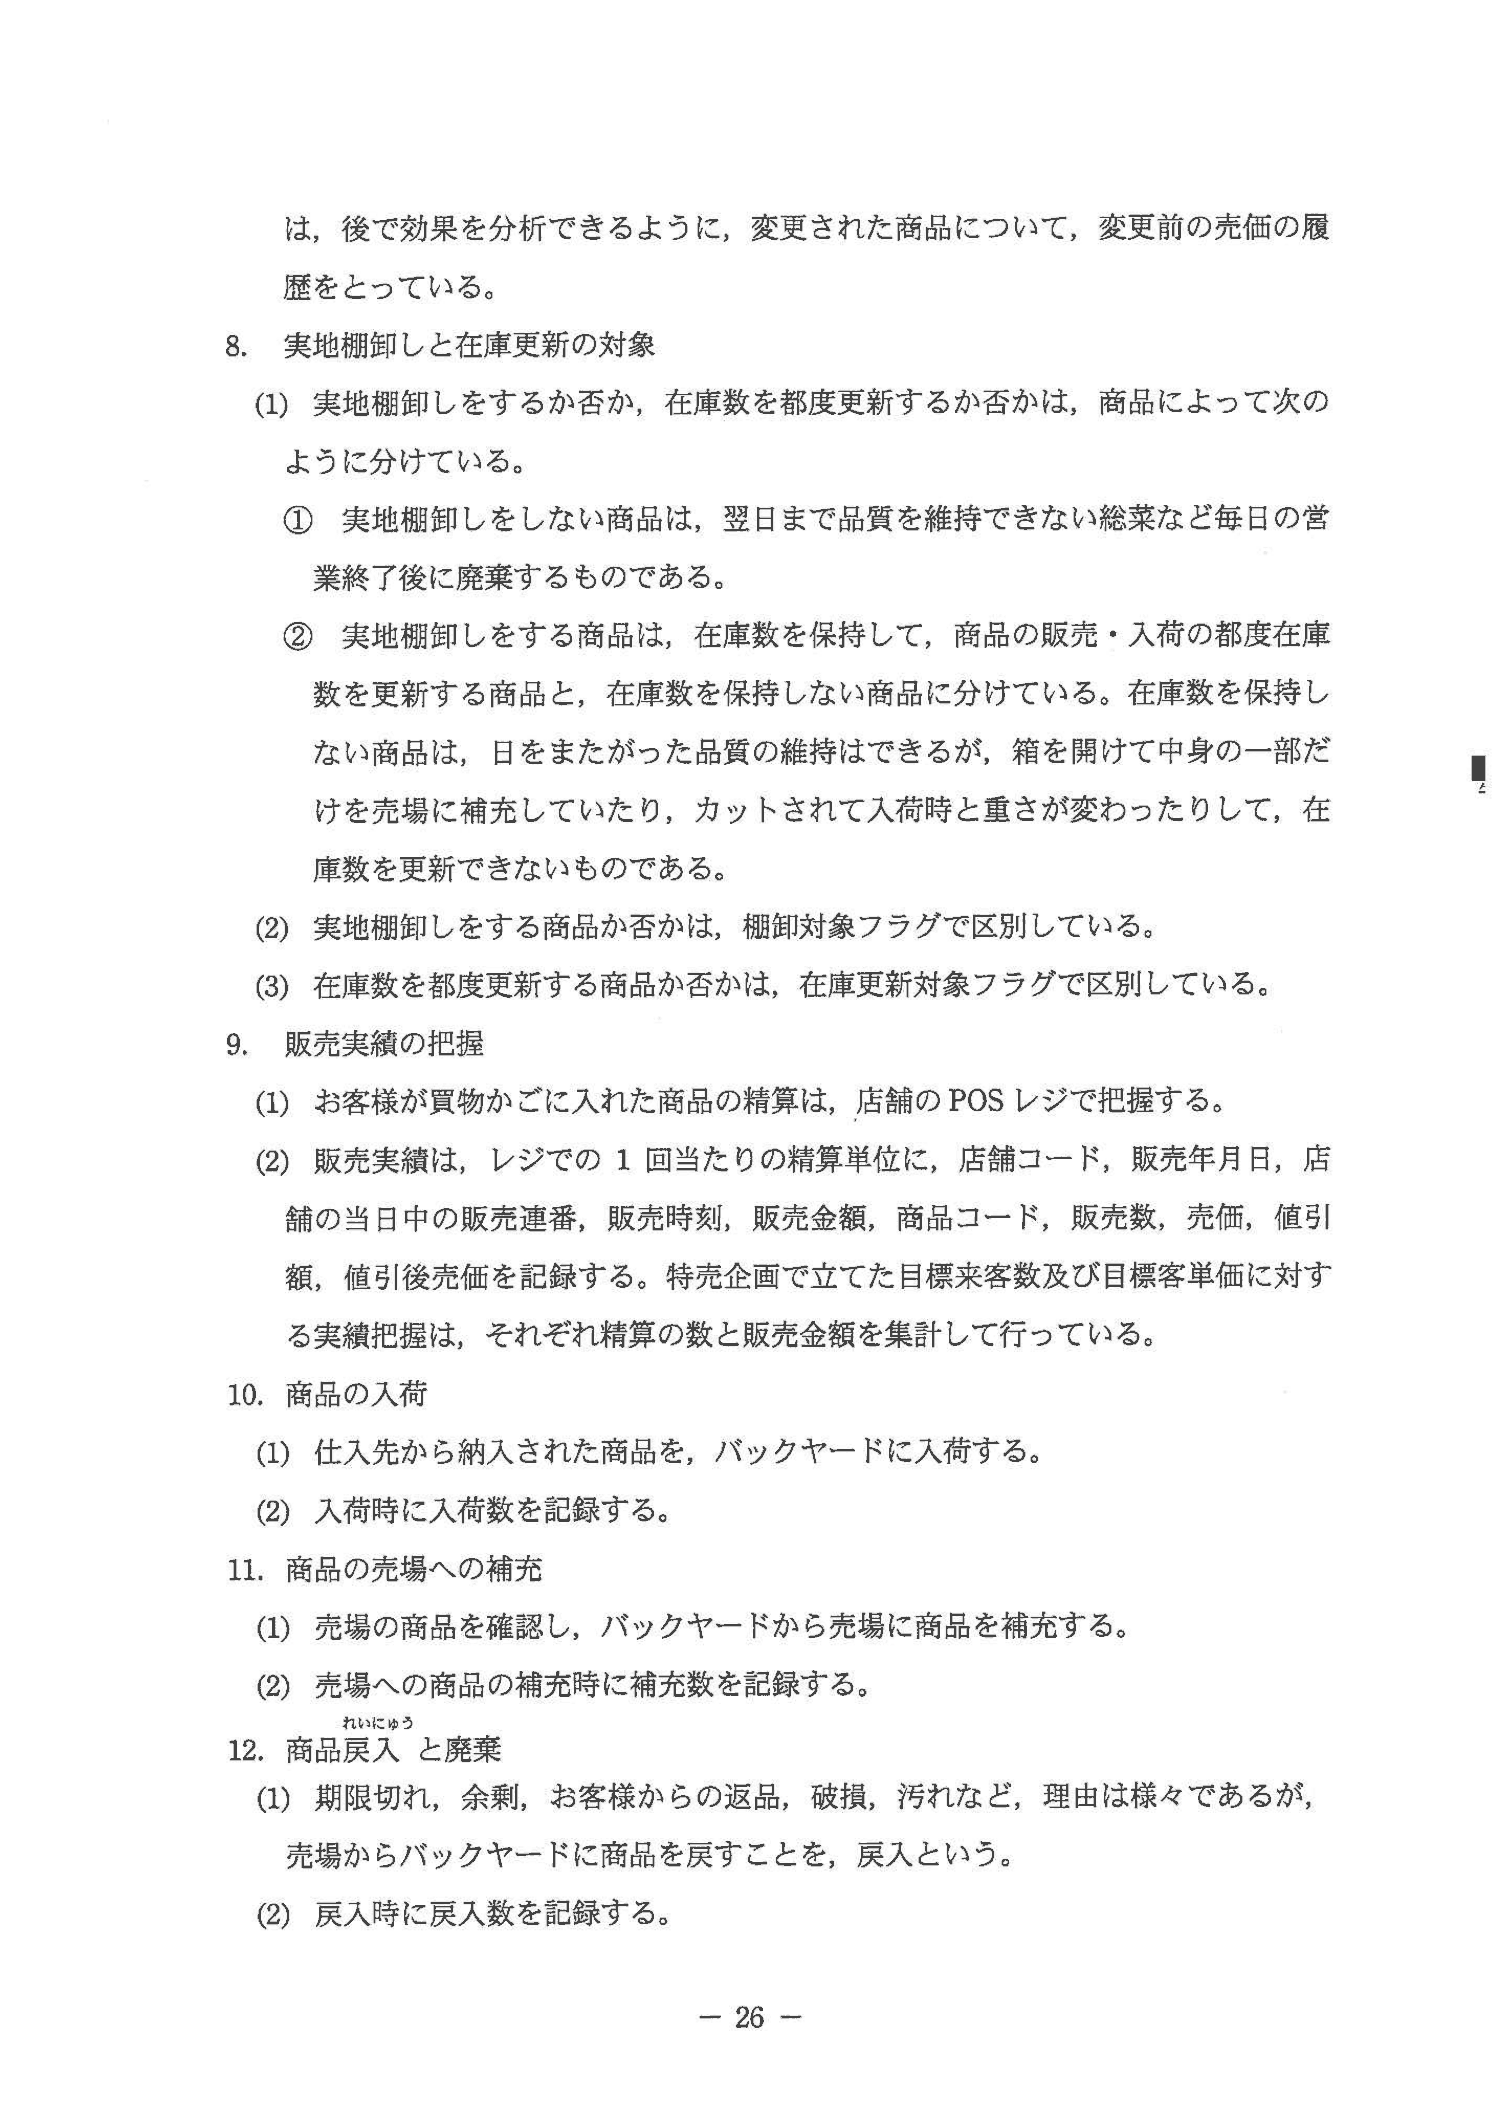 は，後で効果を分析できるように，変更された商品について，変更前の売価の履
歴をとっている。
8. 実地棚卸しと在庫更新の対象
(1) 実地棚卸しをするか否か，在庫数を都度更新するか否かは，商品によって次の
ように分けている。
① 実地棚卸しをしない商品は，翌日まで品質を維持できない総菜など毎日の営
業終了後に廃棄するものである。
② 実地棚卸しをする商品は，在庫数を保持して，商品の販売・入荷の都度在庫
数を更新する商品と，在庫数を保持しない商品に分けている。在庫数を保持し
ない商品は，日をまたがった品質の維持はできるが，箱を開けて中身の一部だ
けを売場に補充していたり，カットされて入荷時と重さが変わったりして，在
庫数を更新できないものである。
(2) 実地棚卸しをする商品か否かは，棚卸対象フラグで区別している。
(3) 在庫数を都度更新する商品か否かは，在庫更新対象フラグで区別している。
9. 販売実績の把握
(1) お客様が買物かごに入れた商品の精算は，店舗の POS レジで把握する。
(2) 販売実績は，レジでの 1 回当たりの精算単位に，店舗コード，販売年月日，店
舗の当日中の販売連番，販売時刻，販売金額，商品コード，販売数，売価，値引
額，値引後売価を記録する。特売企画で立てた目標来客数及び目標客単価に対す
る実績把握は，それぞれ精算の数と販売金額を集計して行っている。
10. 商品の入荷
(1) 仕入先から納入された商品を，バックヤードに入荷する。
(2) 入荷時に入荷数を記録する。
11. 商品の売場への補充
(1) 売場の商品を確認し，バックヤードから売場に商品を補充する。
(2) 売場への商品の補充時に補充数を記録する。
れいにゅう
12. 商品戻入 と廃棄
(1) 期限切れ，余剰，お客様からの返品，破損，汚れなど，理由は様々であるが，
売場からバックヤードに商品を戻すことを，戻入という。
(2) 戻入時に戻入数を記録する。
－ 26 －